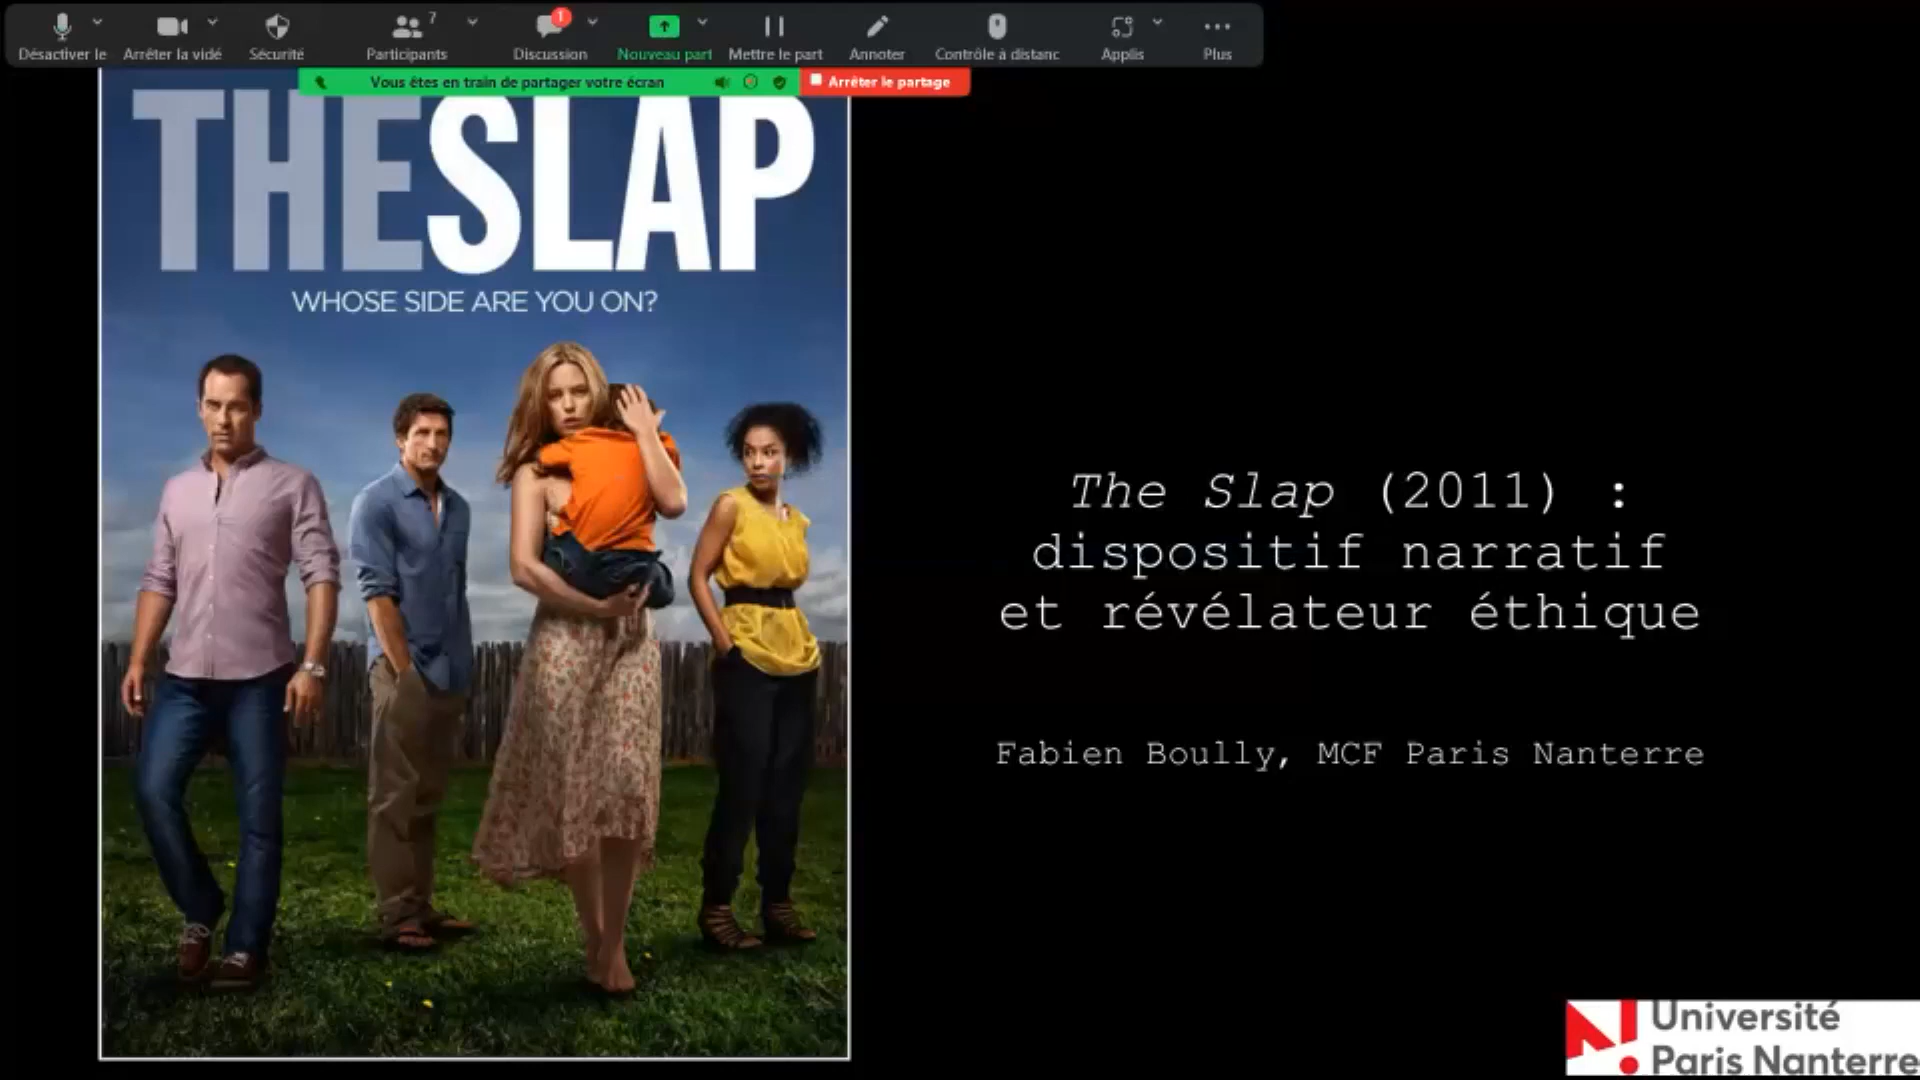 Désactiver le
Arrêter la vidé
Sécurité
7
Participants
1
Discussion
Nouveau part
Mettre le part
Annoter
Contrôle à distanc
Applis
Plus
Vous êtes en train de partager votre écran
Arrêter le partage
THE SLAP
WHOSE SIDE ARE YOU ON?
The Slap (2011) :
dispositif narratif
et révélateur éthique
Fabien Boully, MCF Paris Nanterre
Université
Paris Nanterre